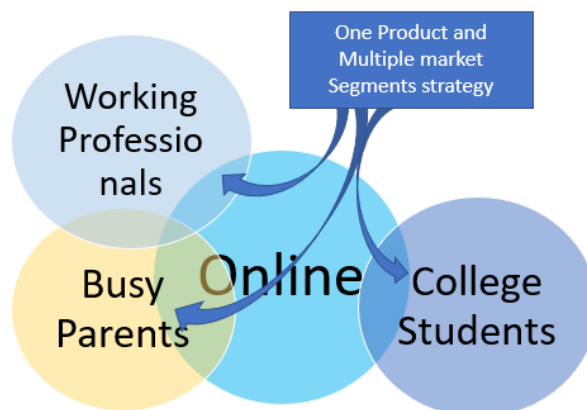 One Product and
Multiple market
Segments strategy
Working
Professio
nals
Online
Busy
Parents
College
Students